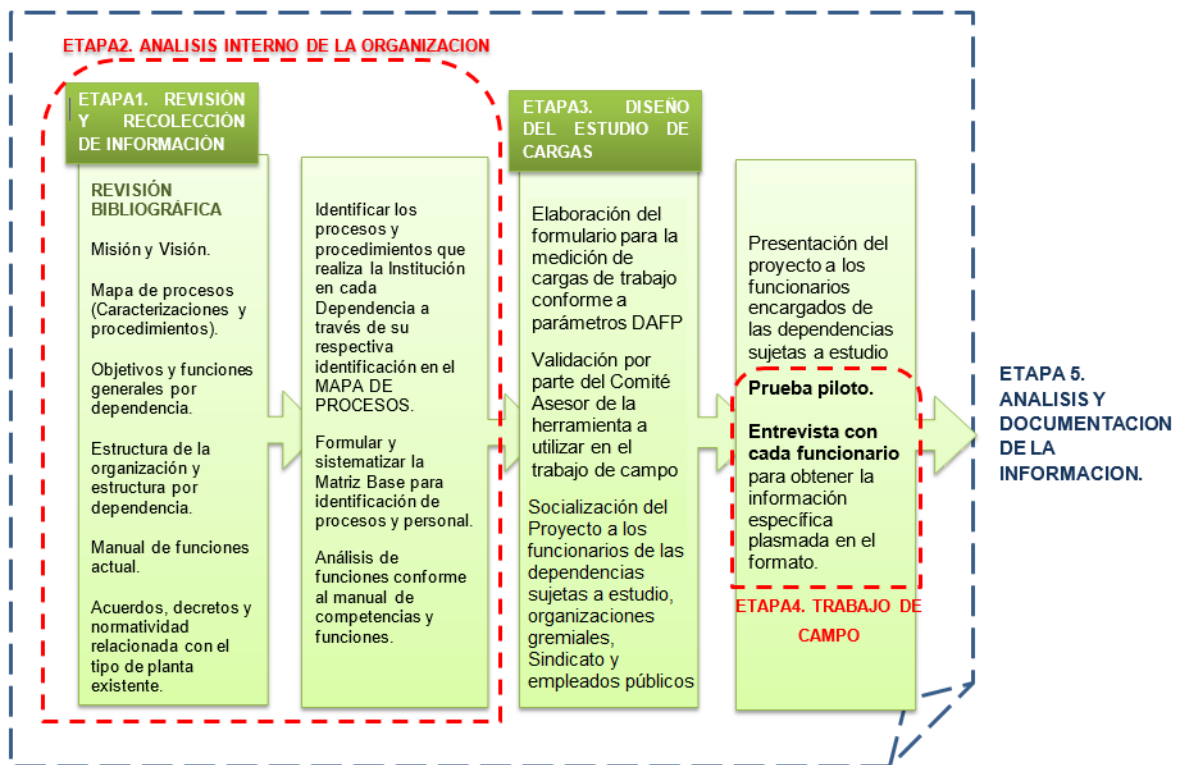 ETAPA2. ANALISIS INTERNO DE LA ORGANIZACION
ETAPA1. REVISIÓN
Y RECOLECCIÓN
DE INFORMACIÓN
REVISIÓN
BIBLIOGRÁFICA
Misión y Visión.
Mapa de procesos
(Caracterizaciones y
procedimientos).
Objetivos y funciones
generales por
dependencia.
Estructura de la
organización y
estructura por
dependencia.
Manual de funciones
actual.
Acuerdos, decretos y
normatividad
relacionada con el
tipo de planta
existente.
Identificar los
procesos y
procedimientos que
realiza la Institución
en cada
Dependencia a
través de su
respectiva
identificación en el
MAPA DE
PROCESOS.
Formular y
sistematizar la
Matriz Base para
identificación de
procesos y personal.
Análisis de
funciones conforme
al manual de
competencias y
funciones.
ETAPA3. DISEÑO
DEL ESTUDIO DE
CARGAS
Elaboración del
formulario para la
medición de
cargas de trabajo
conforme a
parámetros DAFP
Validación por
parte del Comité
Asesor de la
herramienta a
utilizar en el
trabajo de campo
Socialización del
Proyecto a los
funcionarios de las
dependencias
sujetas a estudio,
organizaciones
gremiales,
Sindicato y
empleados públicos
Presentación del
proyecto a los
funcionarios
encargados de
las dependencias
sujetas a estudio
Prueba piloto.
Entrevista con
cada funcionario
para obtener la
información
específica
plasmada en el
formato.
ETAPA4. TRABAJO DE
CAMPO
ETAPA 5.
ANALISIS Y
DOCUMENTACION
DE LA
INFORMACION.